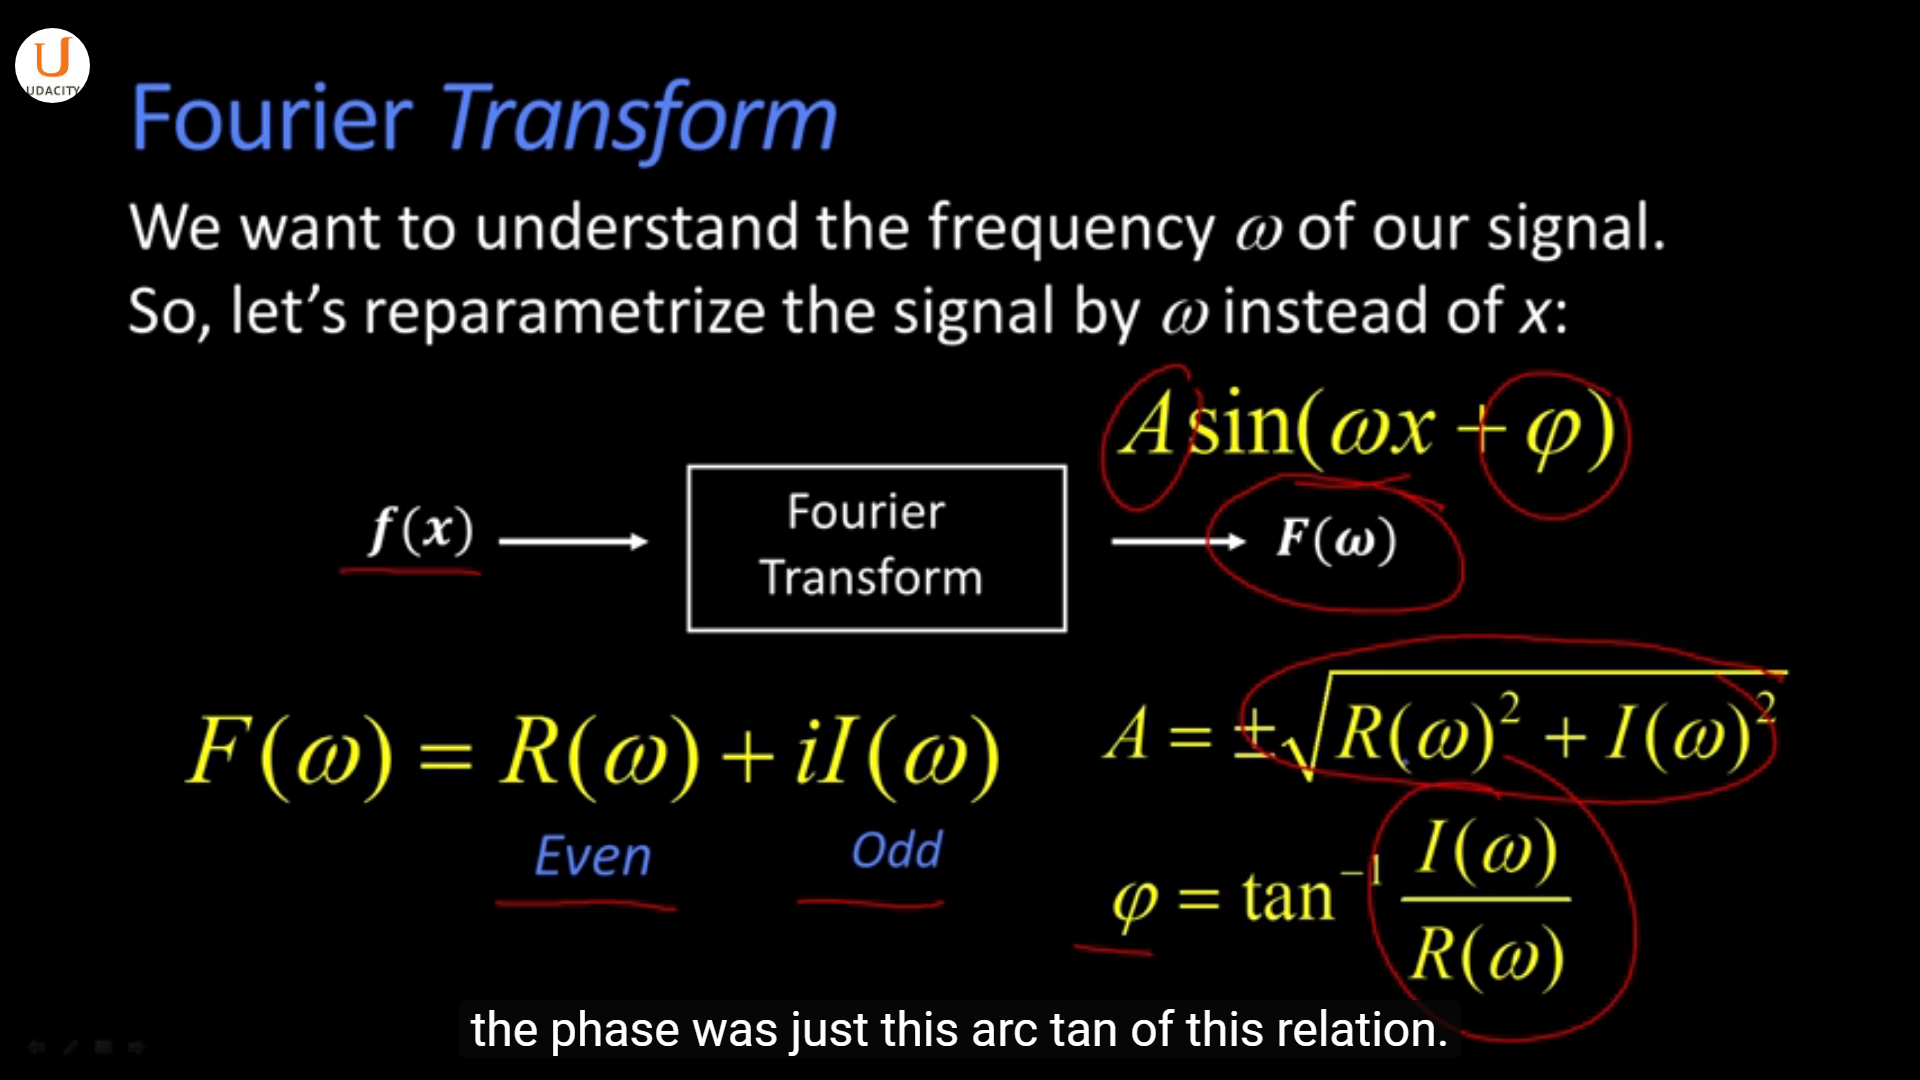 U
UDACITY
Fourier Transform
We want to understand the frequency ω of our signal.
So, let’s reparametrize the signal by ω instead of x:
A sin(ωx + φ)
f(x)
Fourier
Transform
F(ω)
F(ω) = R(ω) + iI(ω)
Even
Odd
A = ±√R(ω)² + I(ω)²
φ = tan⁻¹ I(ω)
R(ω)
the phase was just this arc tan of this relation.